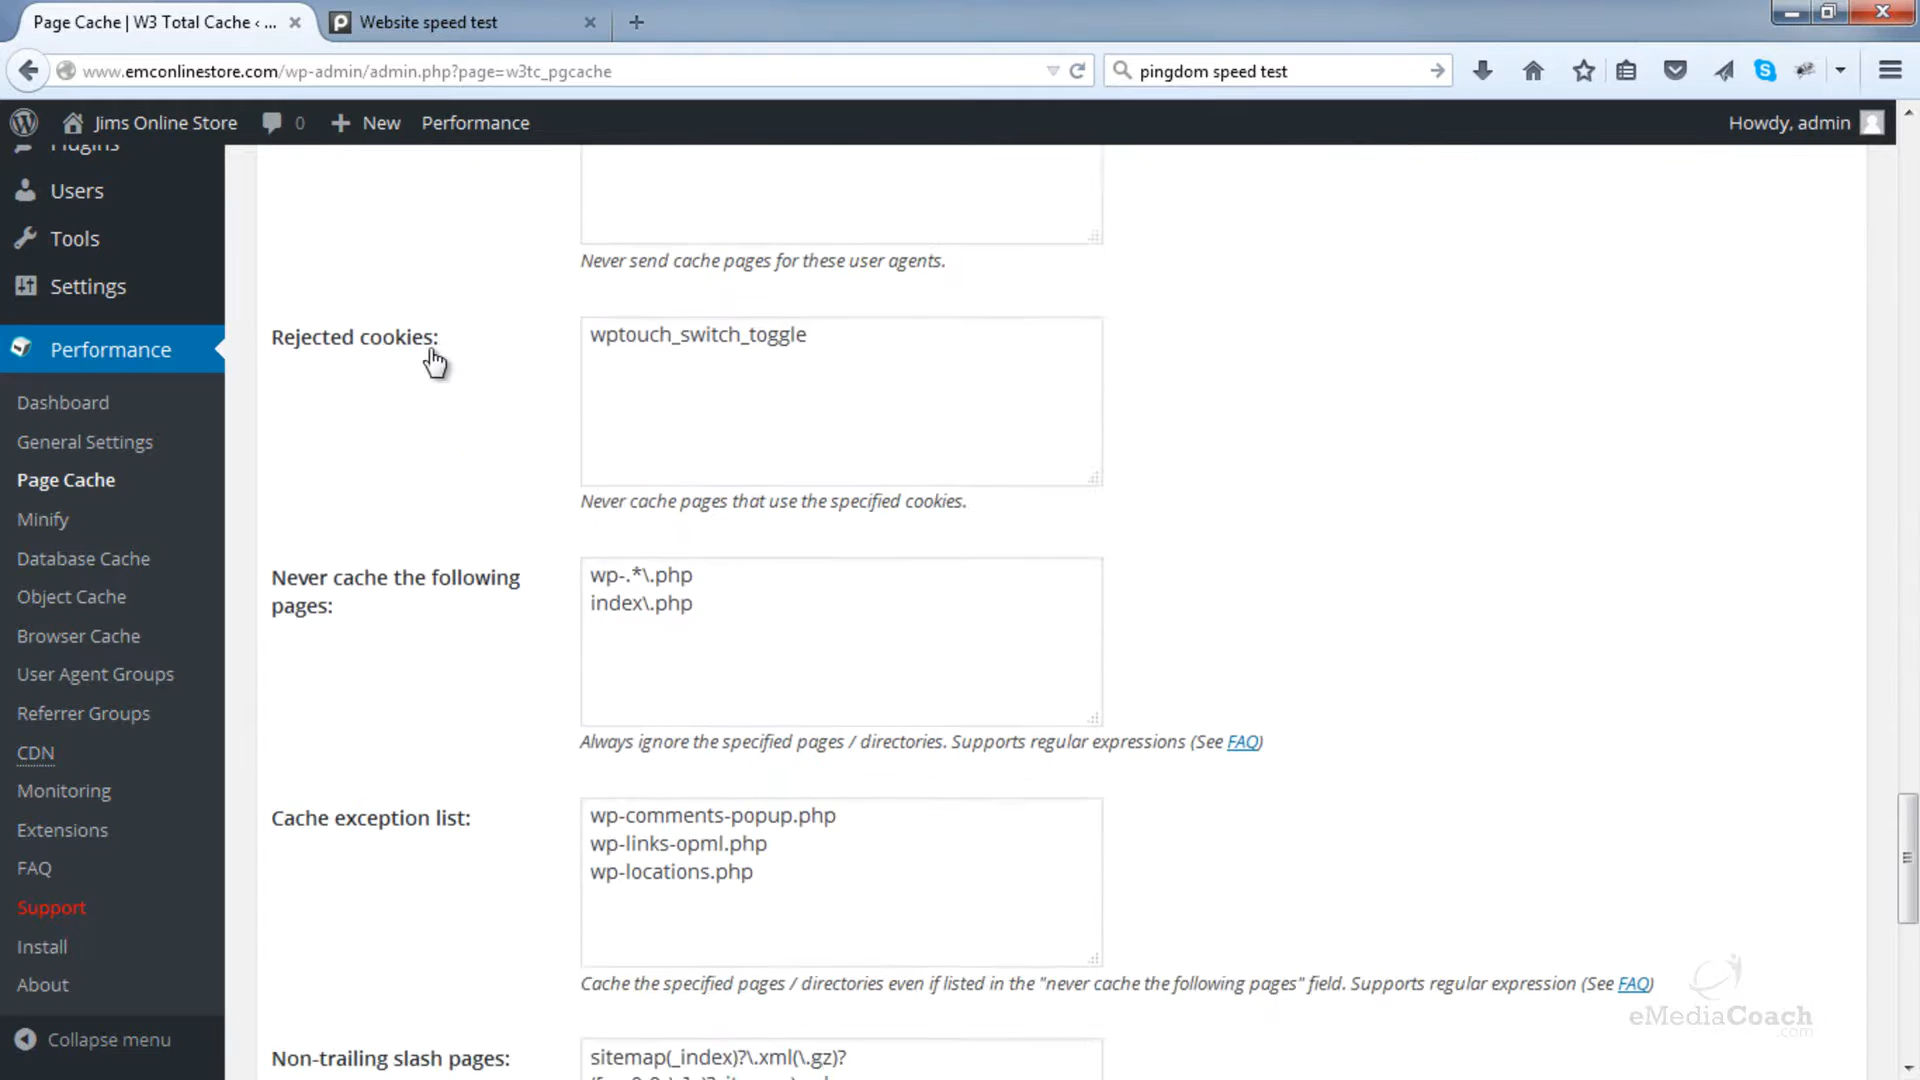 Page Cache | W3 Total Cache ‹ ...
Website speed test
www.emconlinestore.com/wp-admin/admin.php?page=w3tc_pgcache
pingdom speed test
Jims Online Store
0
New
Performance
Howdy, admin
Plugins
Users
Tools
Settings
Performance
Dashboard
General Settings
Page Cache
Minify
Database Cache
Object Cache
Browser Cache
User Agent Groups
Referrer Groups
CDN
Monitoring
Extensions
FAQ
Support
Install
About
Collapse menu
Never send cache pages for these user agents.
Rejected cookies:
wptouch_switch_toggle
Never cache pages that use the specified cookies.
Never cache the following
pages:
wp-.*\.php
index\.php
Always ignore the specified pages / directories. Supports regular expressions (See FAQ)
Cache exception list:
wp-comments-popup.php
wp-links-opml.php
wp-locations.php
Cache the specified pages / directories even if listed in the "never cache the following pages" field. Supports regular expression (See FAQ)
Non-trailing slash pages:
sitemap(_index)?\.xml(\.gz)?
eMediaCoach
.com